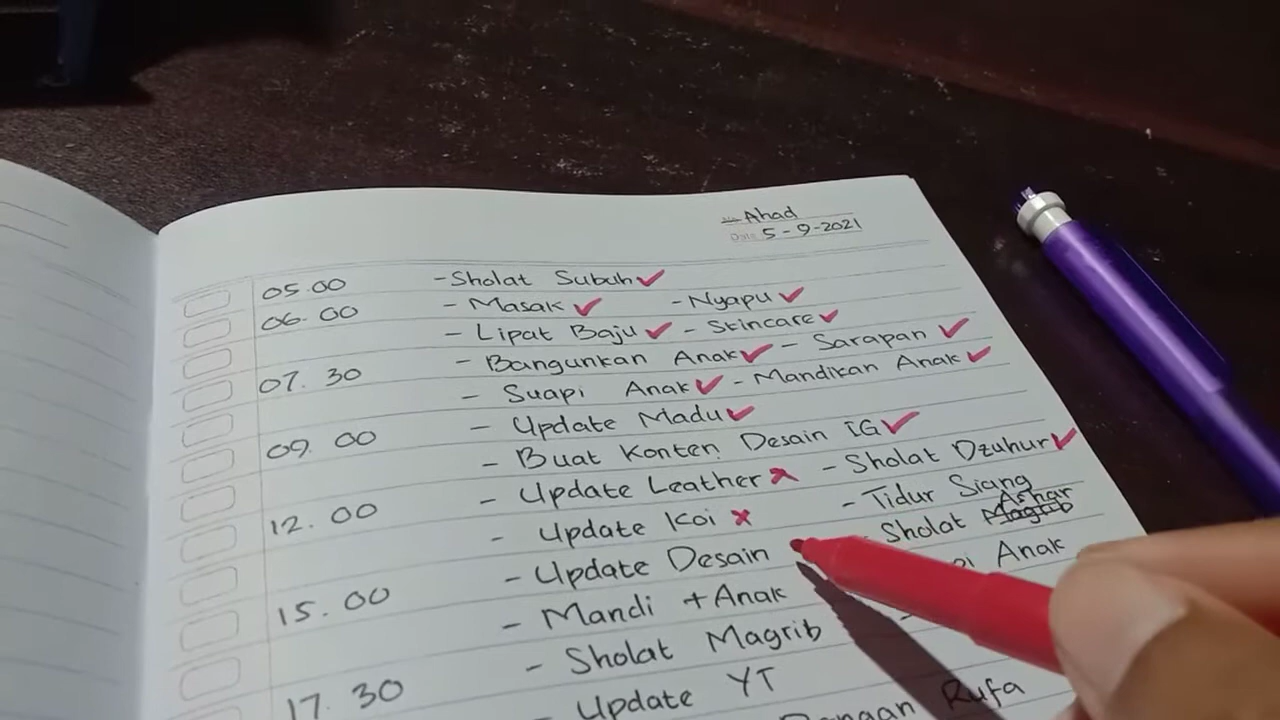 No. Ahad
Date 5-9-2021
05.00 - Sholat Subuh
06.00 - Masak - Nyapu
- Lipat Baju - Skincare
07.30 - Bangunkan Anak - Sarapan
- Suapi Anak - Mandikan Anak
09.00 - Update Madu
- Buat Konten Desain IG
12.00 - Update Leather - Sholat Dzuhur
- Update Koi - Tidur Siang
15.00 - Update Desain Sholat Ashar
- Mandi + Anak Anak
17.30 - Sholat Magrib
- Update YT
Rufa